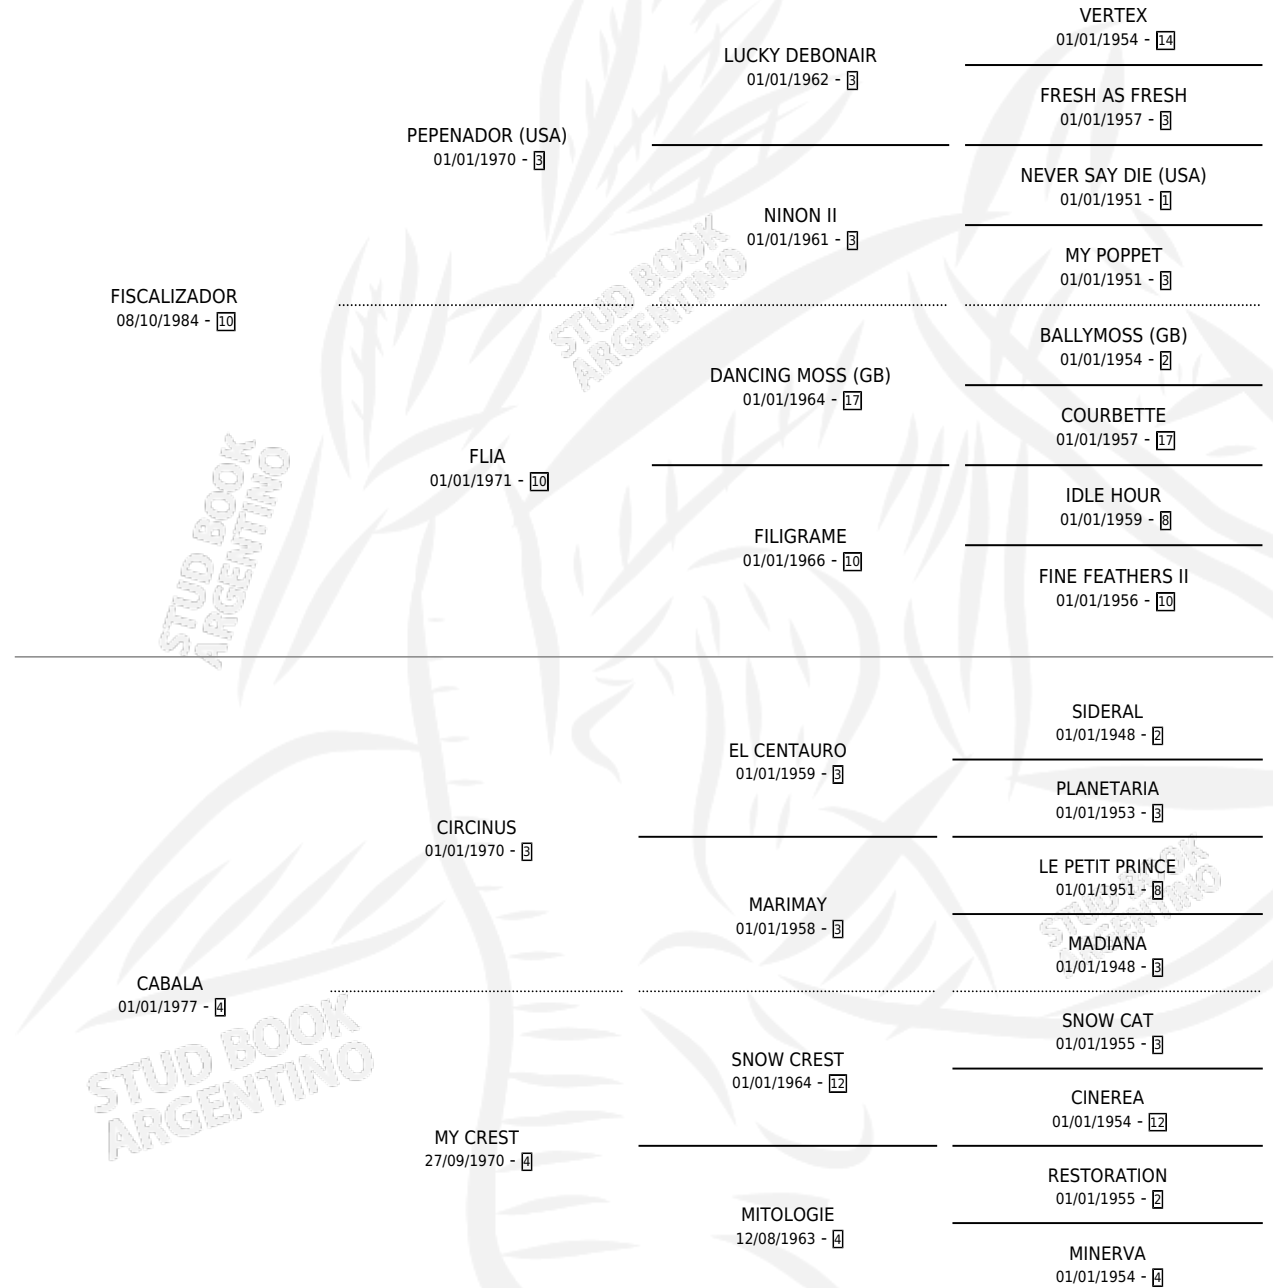 VERTEX
01/01/1954 - 14
LUCKY DEBONAIR
01/01/1962 - 3
FRESH AS FRESH
01/01/1957 - 3
PEPENADOR (USA)
01/01/1970 - 3
NEVER SAY DIE (USA)
01/01/1951 - 1
NINON II
01/01/1961 - 3
MY POPPET
01/01/1951 - 3
FISCALIZADOR
08/10/1984 - 10
BALLYMOSS (GB)
01/01/1954 - 2
DANCING MOSS (GB)
01/01/1964 - 17
COURBETTE
01/01/1957 - 17
FLIA
01/01/1971 - 10
IDLE HOUR
01/01/1959 - 8
FILIGRAME
01/01/1966 - 10
FINE FEATHERS II
01/01/1956 - 10
SIDERAL
01/01/1948 - 2
EL CENTAURO
01/01/1959 - 3
PLANETARIA
01/01/1953 - 3
CIRCINUS
01/01/1970 - 3
LE PETIT PRINCE
01/01/1951 - 8
MARIMAY
01/01/1958 - 3
MADIANA
01/01/1948 - 3
CABALA
01/01/1977 - 4
SNOW CAT
01/01/1955 - 3
SNOW CREST
01/01/1964 - 12
CINEREA
01/01/1954 - 12
MY CREST
27/09/1970 - 4
RESTORATION
01/01/1955 - 2
MITOLOGIE
12/08/1963 - 4
MINERVA
01/01/1954 - 4
STUD BOOK
ARGENTINO
STUD BOOK
ARGENTINO
STUD BOOK
ARGENTINO
STUD BOOK
ARGENTINO